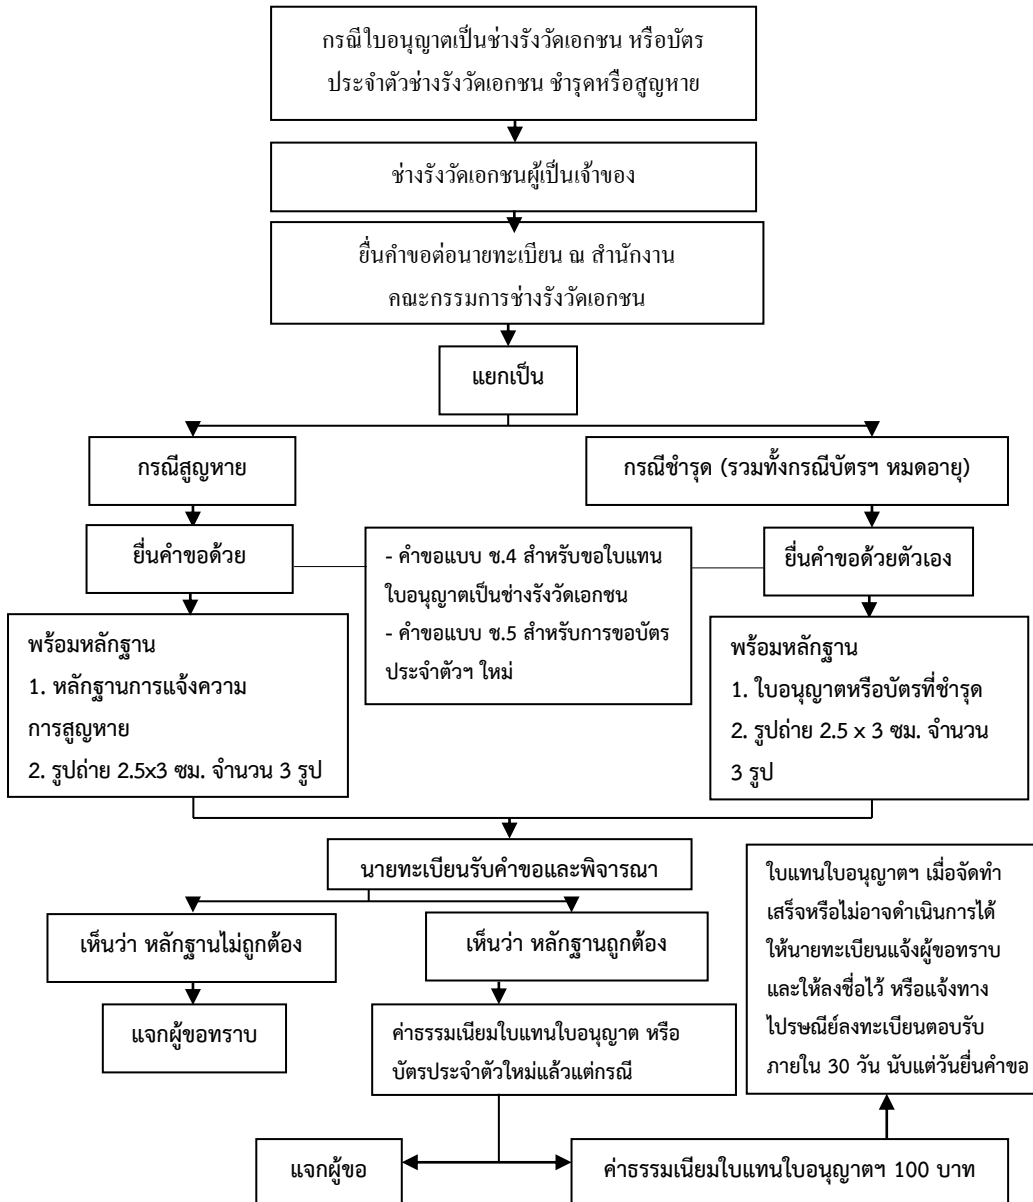 กรณีใบอนุญาตเป็นช่างรังวัดเอกชน หรือบัตร
ประจำตัวช่างรังวัดเอกชน ชำรุดหรือสูญหาย
ช่างรังวัดเอกชนผู้เป็นเจ้าของ
ยื่นคำขอต่อนายทะเบียน ณ สำนักงาน
คณะกรรมการช่างรังวัดเอกชน
แยกเป็น
กรณีสูญหาย
กรณีชำรุด (รวมทั้งกรณีบัตรฯ หมดอายุ)
ยื่นคำขอด้วย
- คำขอแบบ ช.4 สำหรับขอใบแทน
ใบอนุญาตเป็นช่างรังวัดเอกชน
- คำขอแบบ ช.5 สำหรับการขอบัตร
ประจำตัวฯ ใหม่
ยื่นคำขอด้วยตัวเอง
พร้อมหลักฐาน
1. หลักฐานการแจ้งความ
การสูญหาย
2. รูปถ่าย 2.5x3 ซม. จำนวน 3 รูป
พร้อมหลักฐาน
1. ใบอนุญาตหรือบัตรที่ชำรุด
2. รูปถ่าย 2.5 x 3 ซม. จำนวน
3 รูป
นายทะเบียนรับคำขอและพิจารณา
เห็นว่า หลักฐานไม่ถูกต้อง
เห็นว่า หลักฐานถูกต้อง
ใบแทนใบอนุญาตฯ เมื่อจัดทำ
เสร็จหรือไม่อาจดำเนินการได้
ให้นายทะเบียนแจ้งผู้ขอทราบ
และให้ลงชื่อไว้ หรือแจ้งทาง
ไปรษณีย์ลงทะเบียนตอบรับ
ภายใน 30 วัน นับแต่วันยื่นคำขอ
แจกผู้ขอทราบ
ค่าธรรมเนียมใบแทนใบอนุญาต หรือ
บัตรประจำตัวใหม่แล้วแต่กรณี
แจกผู้ขอ
ค่าธรรมเนียมใบแทนใบอนุญาตฯ 100 บาท